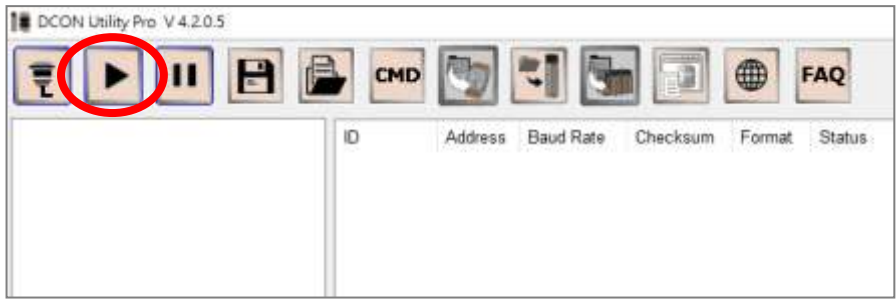 DCON Utility Pro V 4.2.0.5
CMD FAQ
ID Address Baud Rate Checksum Format Status